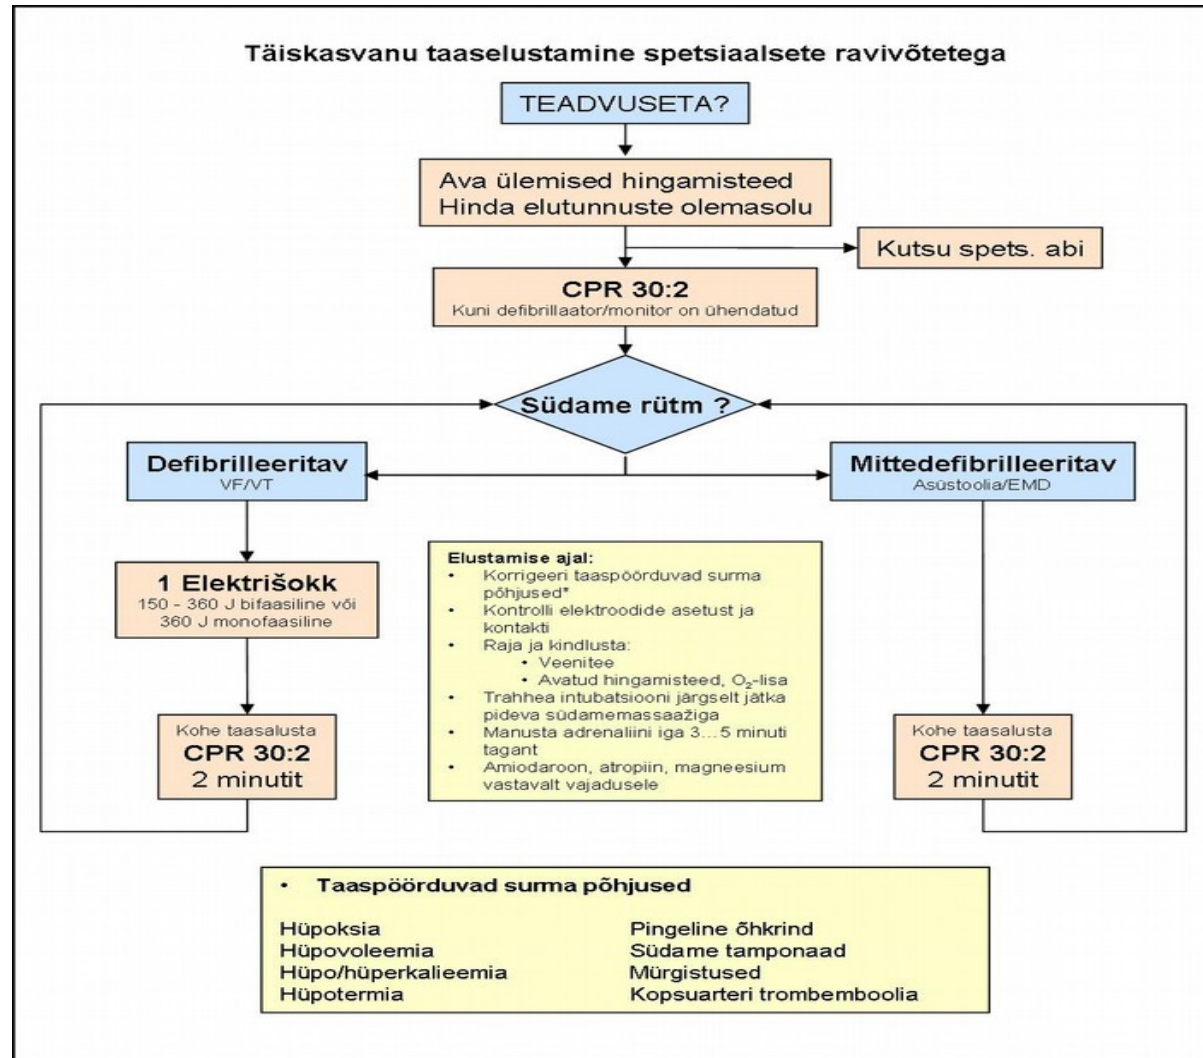 Täiskasvanu taaselustamine spetsiaalsete ravivõtetega
TEADVUSETA?
Ava ülemised hingamisteed
Hinda elutunnuste olemasolu
Kutsu spets. abi
CPR 30:2
Kuni defibrillaator/monitor on ühendatud
Südame rütm ?
Defibrilleeritav
VF/VT
Mittedefibrilleeritav
Asüstoolia/EMD
1 Elektrišokk
150 - 360 J bifaasiline või
360 J monofaasiline
Kohe taasalusta
CPR 30:2
2 minutit
Elustamise ajal:
• Korrigeeri taaspöörduvad surma
põhjused*
• Kontrolli elektroodide asetust ja
kontakti
• Raja ja kindlusta:
• Veenitee
• Avatud hingamisteed, O₂-lisa
• Trahhea intubatsiooni järgselt jätka
pideva südamemassaažiga
• Manusta adrenaliini iga 3…5 minuti
tagant
• Amiodaroon, atropiin, magneesium
vastavalt vajadusele
Kohe taasalusta
CPR 30:2
2 minutit
• Taaspöörduvad surma põhjused
Hüpoksia
Hüpovoleemia
Hüpo/hüperkalieemia
Hüpotermia
Pingeline õhkrind
Südame tamponaad
Mürgistused
Kopsuarteri trombemboolia